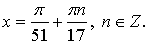 x = π/51 + πn/17, n ∈ Z.